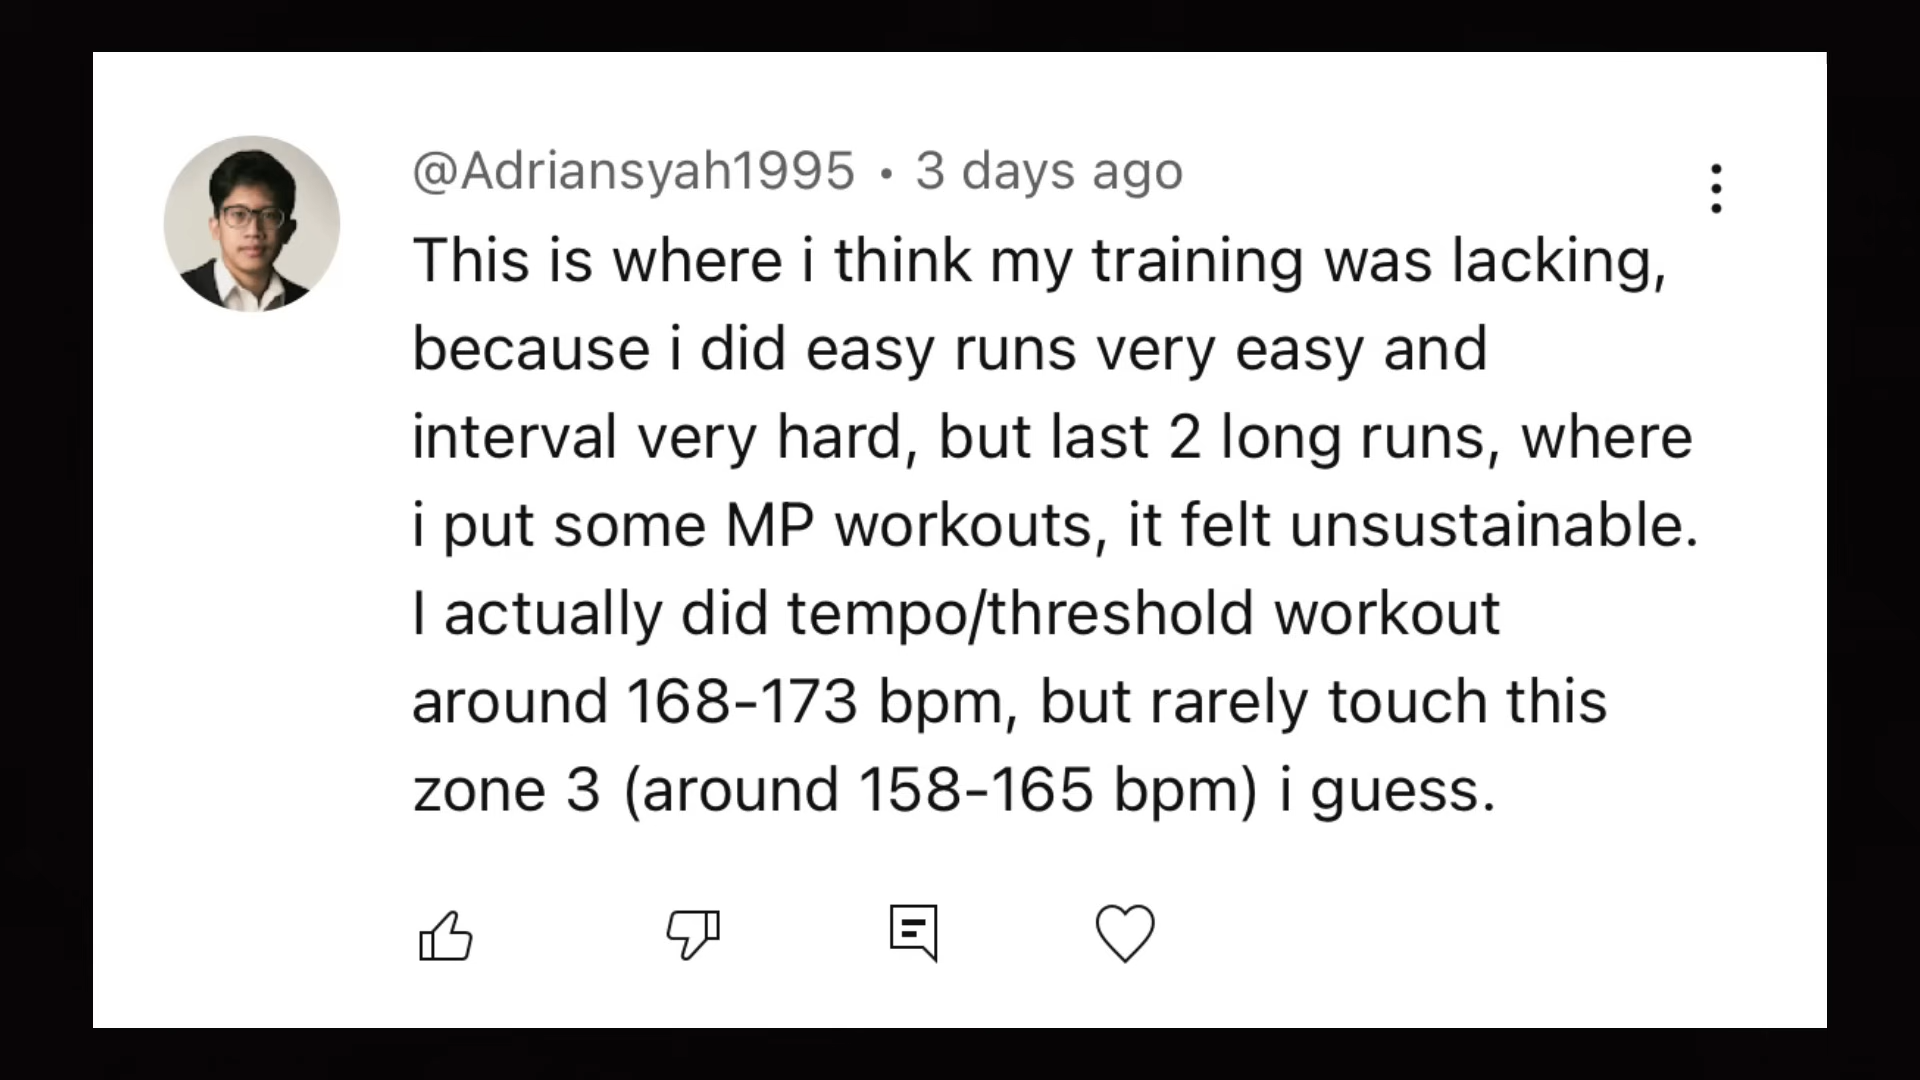 @Adriansyah1995 • 3 days ago
This is where i think my training was lacking,
because i did easy runs very easy and
interval very hard, but last 2 long runs, where
i put some MP workouts, it felt unsustainable.
I actually did tempo/threshold workout
around 168-173 bpm, but rarely touch this
zone 3 (around 158-165 bpm) i guess.